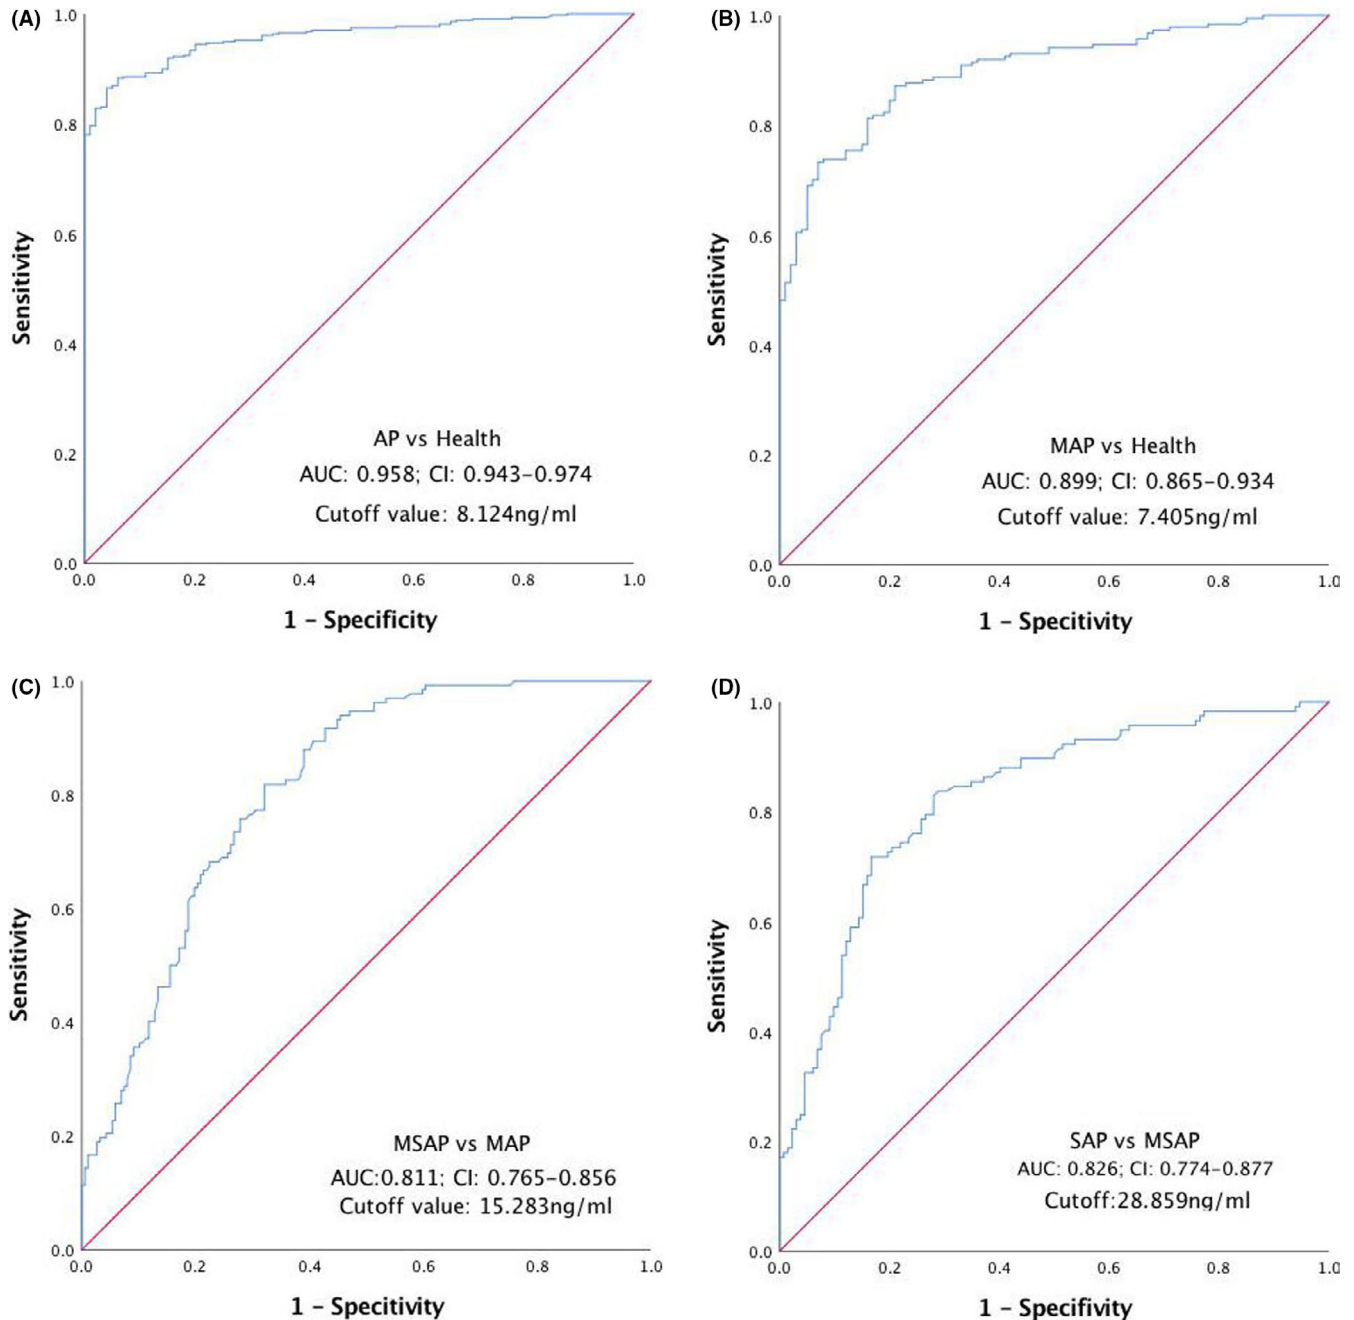 (A)
1.0
0.8
0.6
0.4
0.2
0.0
Sensitivity
AP vs Health
AUC: 0.958; CI: 0.943-0.974
Cutoff value: 8.124ng/ml
0.0 0.2 0.4 0.6 0.8 1.0
1 - Specificity
(B)
1.0
0.8
0.6
0.4
0.2
0.0
Sensitivity
MAP vs Health
AUC: 0.899; CI: 0.865-0.934
Cutoff value: 7.405ng/ml
0.0 0.2 0.4 0.6 0.8 1.0
1 - Specitivity
(C)
1.0
0.8
0.6
0.4
0.2
0.0
Sensitivity
MSAP vs MAP
AUC:0.811; CI: 0.765-0.856
Cutoff value: 15.283ng/ml
0.0 0.2 0.4 0.6 0.8 1.0
1 - Specitivity
(D)
1.0
0.8
0.6
0.4
0.2
0.0
Sensitivity
SAP vs MSAP
AUC: 0.826; CI: 0.774-0.877
Cutoff:28.859ng/ml
0.0 0.2 0.4 0.6 0.8 1.0
1 - Specifivity